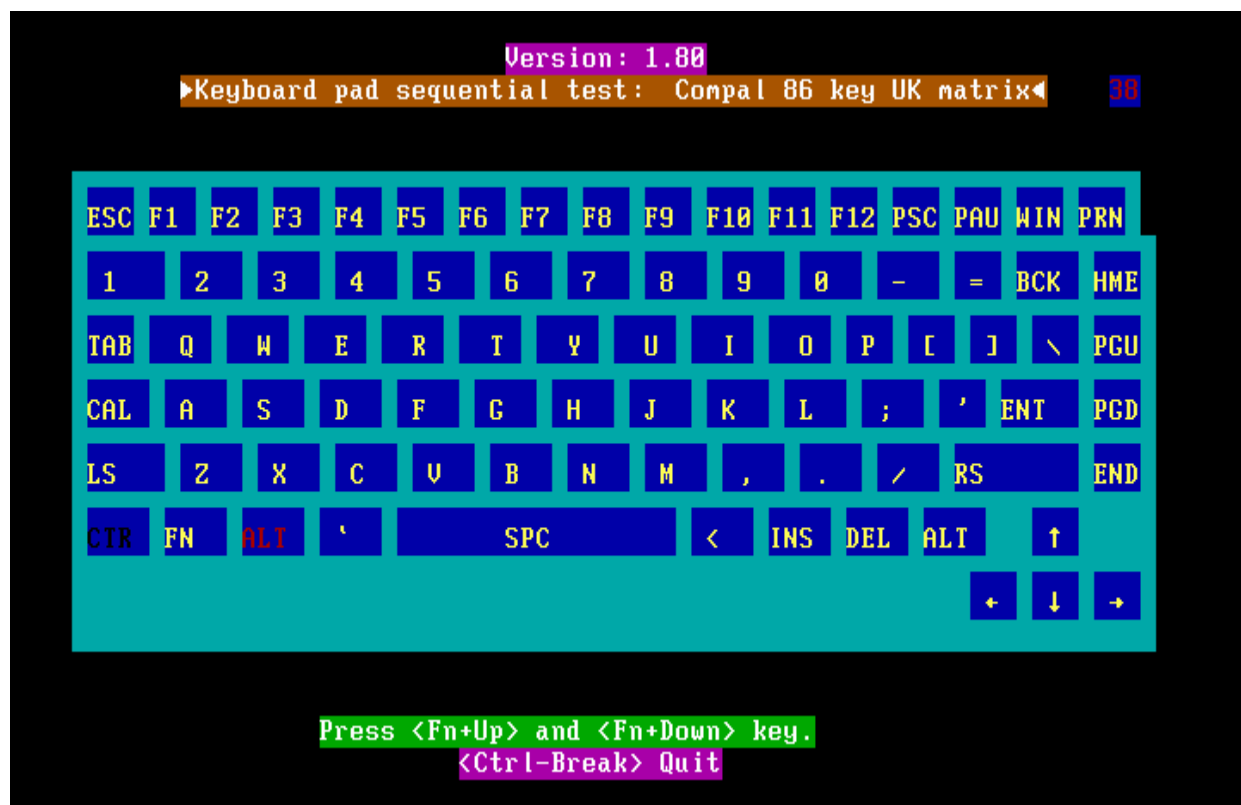 Version: 1.80
►Keyboard pad sequential test: Compal 86 key UK matrix◄ 38
ESC F1 F2 F3 F4 F5 F6 F7 F8 F9 F10 F11 F12 PSC PAU WIN PRN
1 2 3 4 5 6 7 8 9 0 - = BCK HME
TAB Q W E R T Y U I O P [ ] \ PGU
CAL A S D F G H J K L ; ' ENT PGD
LS Z X C V B N M , . / RS END
CTR FN ALT ` SPC < INS DEL ALT ↑
← ↓ →
Press <Fn+Up> and <Fn+Down> key.
<Ctrl-Break> Quit